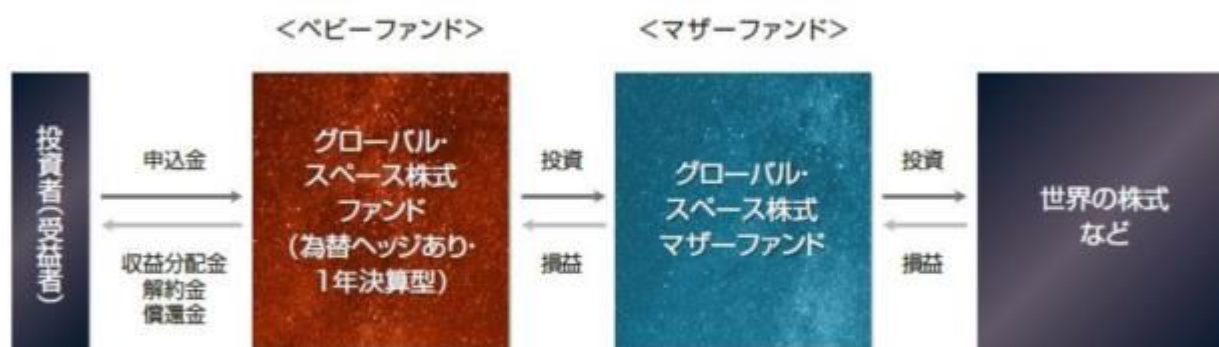 ＜ベビーファンド＞
＜マザーファンド＞
投資者(受益者)
申込金
収益分配金
解約金
償還金
グローバル・
スペース株式
ファンド
(為替ヘッジあり・
1年決算型)
投資
損益
グローバル・
スペース株式
マザーファンド
投資
損益
世界の株式
など